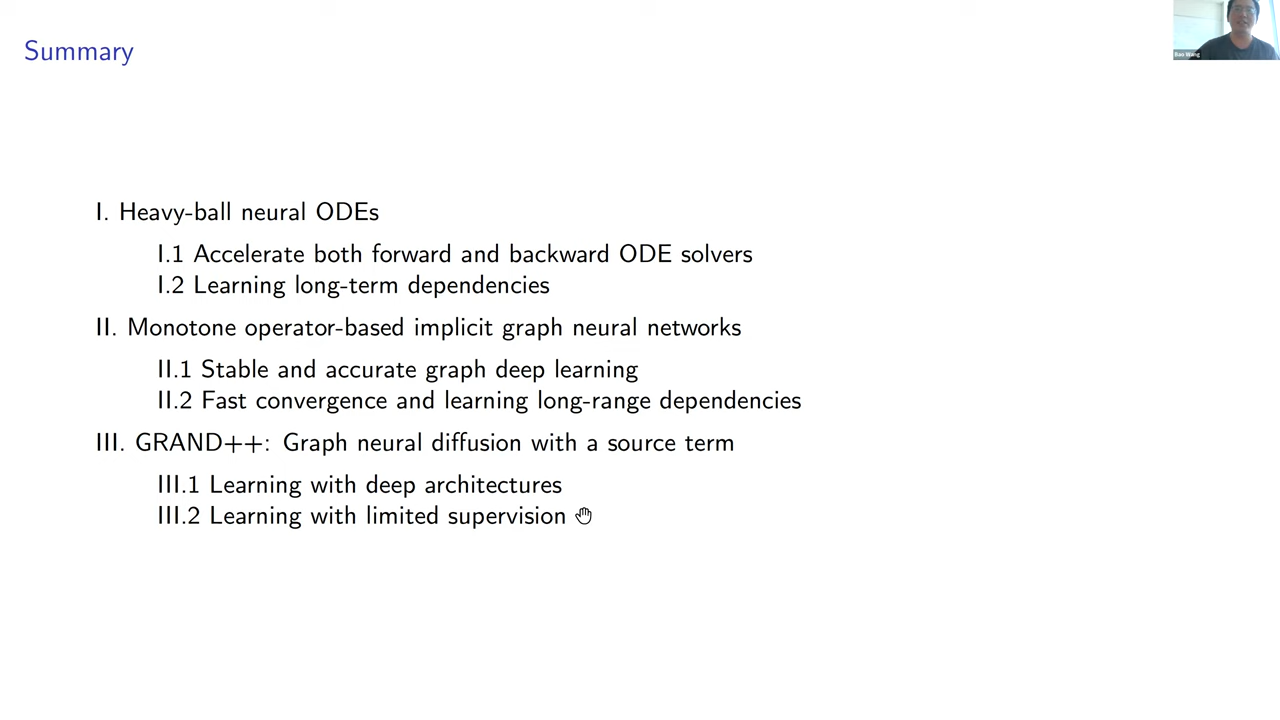 Summary
Bao Wang
I. Heavy-ball neural ODEs
I.1 Accelerate both forward and backward ODE solvers
I.2 Learning long-term dependencies
II. Monotone operator-based implicit graph neural networks
II.1 Stable and accurate graph deep learning
II.2 Fast convergence and learning long-range dependencies
III. GRAND++: Graph neural diffusion with a source term
III.1 Learning with deep architectures
III.2 Learning with limited supervision